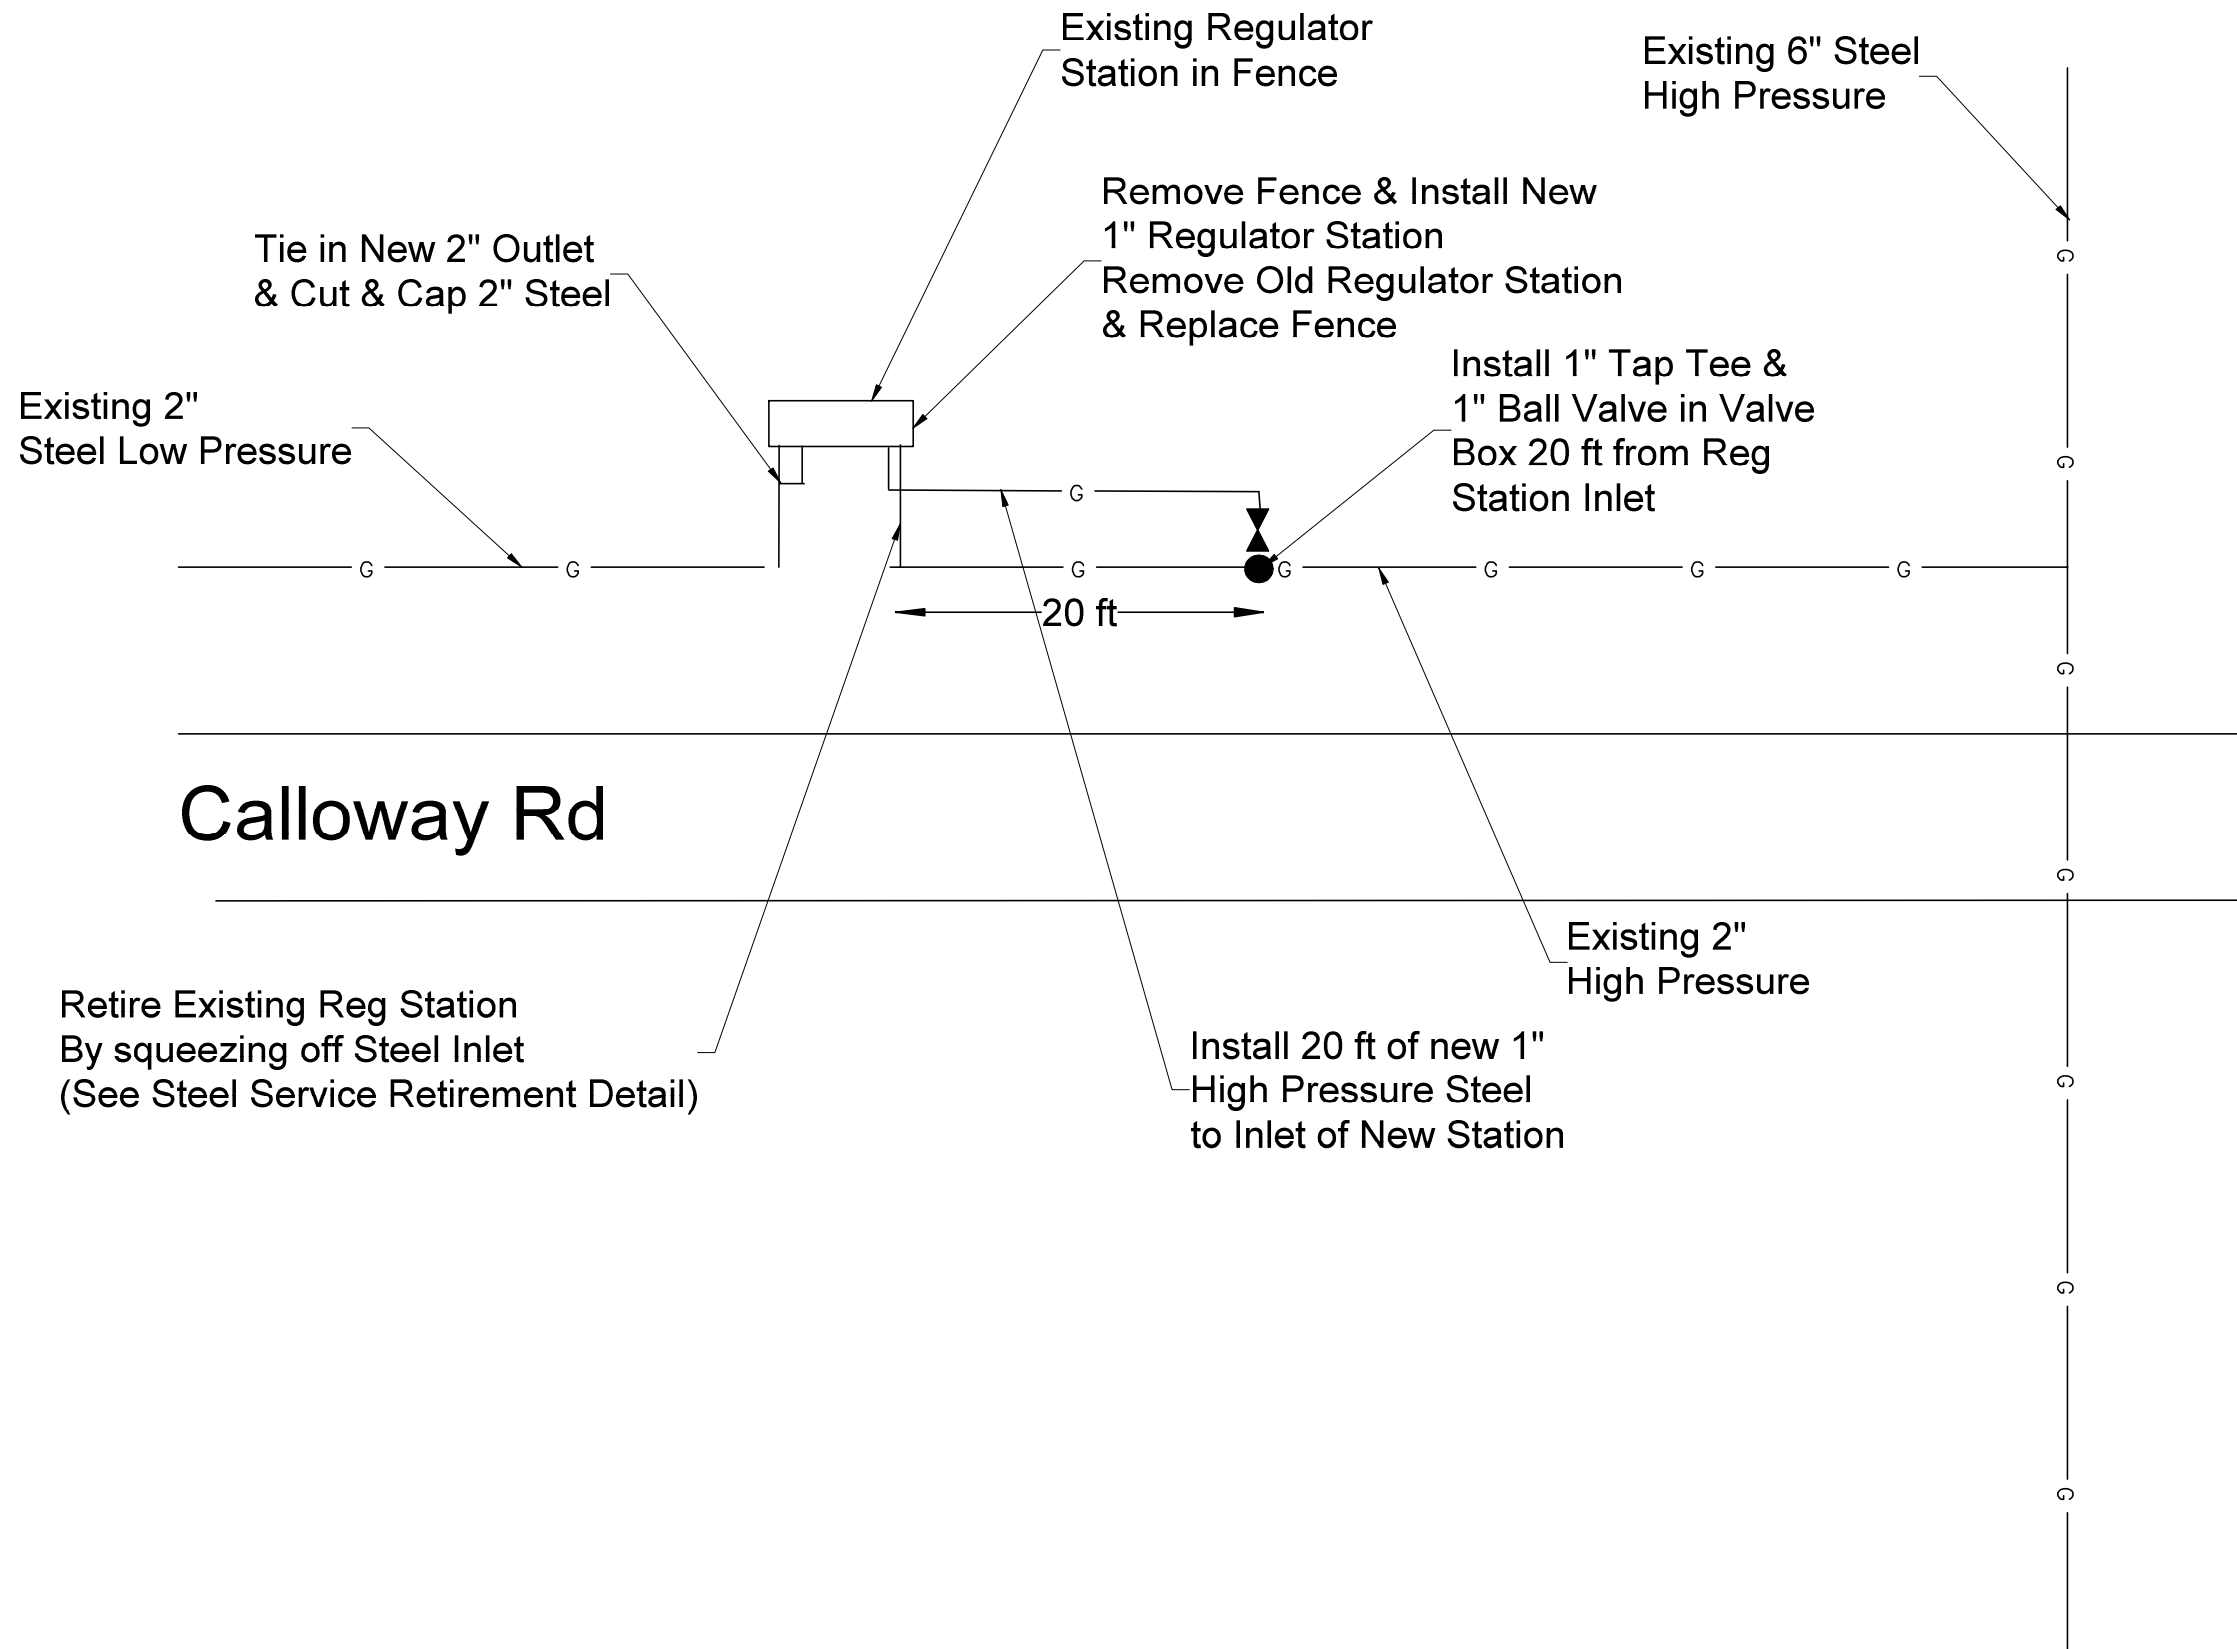 Existing Regulator
Station in Fence
Existing 6" Steel
High Pressure
Remove Fence & Install New
1" Regulator Station
Remove Old Regulator Station
& Replace Fence
Tie in New 2" Outlet
& Cut & Cap 2" Steel
Install 1" Tap Tee &
1" Ball Valve in Valve
Box 20 ft from Reg
Station Inlet
Existing 2"
Steel Low Pressure
G
G
G
G
G
G
G
G
G
G
20 ft
G
Calloway Rd
G
Existing 2"
High Pressure
Retire Existing Reg Station
By squeezing off Steel Inlet
(See Steel Service Retirement Detail)
Install 20 ft of new 1"
High Pressure Steel
to Inlet of New Station
G
G
G